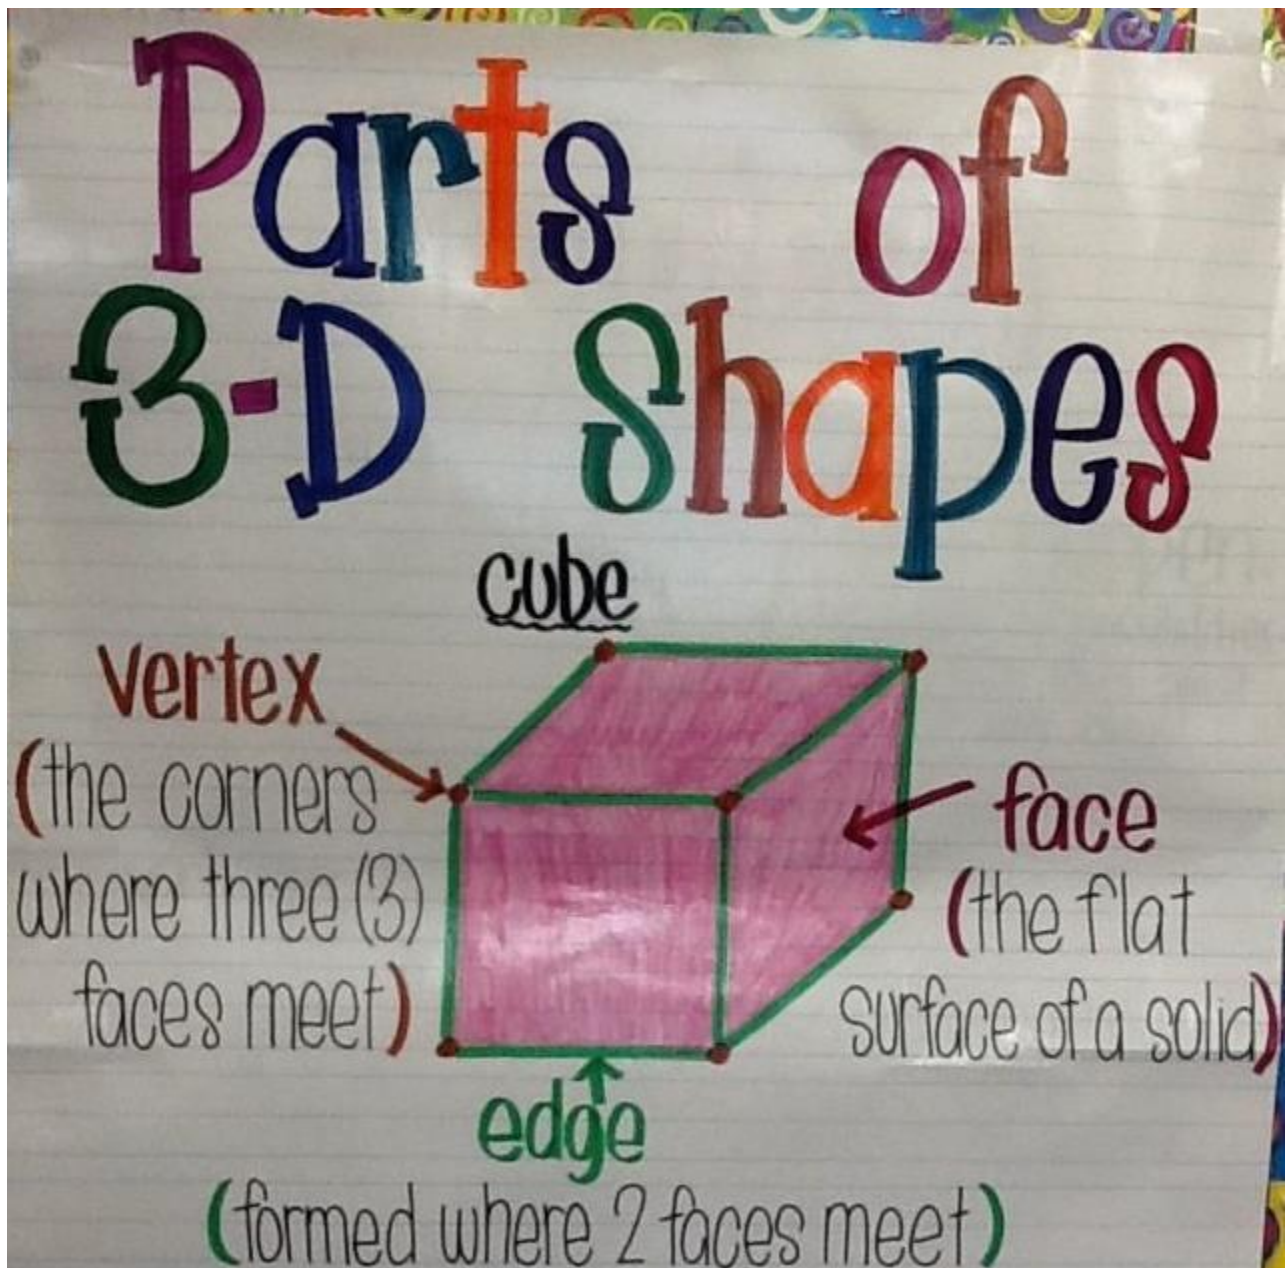 Parts of
3-D Shapes
cube
vertex
(the corners
where three (3)
faces meet)
face
(the flat
surface of a solid)
edge
(formed where 2 faces meet)